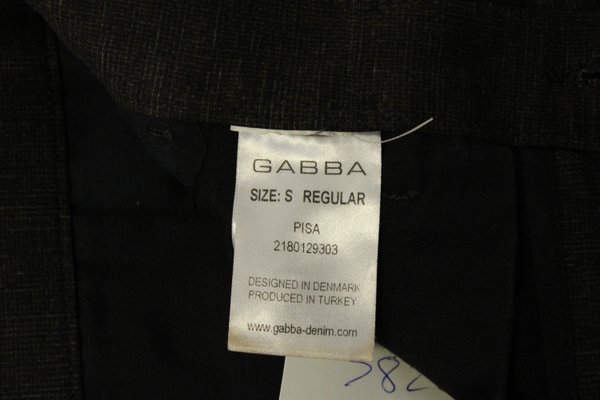 GABBA
SIZE: S REGULAR
PISA
2180129303
DESIGNED IN DENMARK
PRODUCED IN TURKEY
www.gabba-denim.com